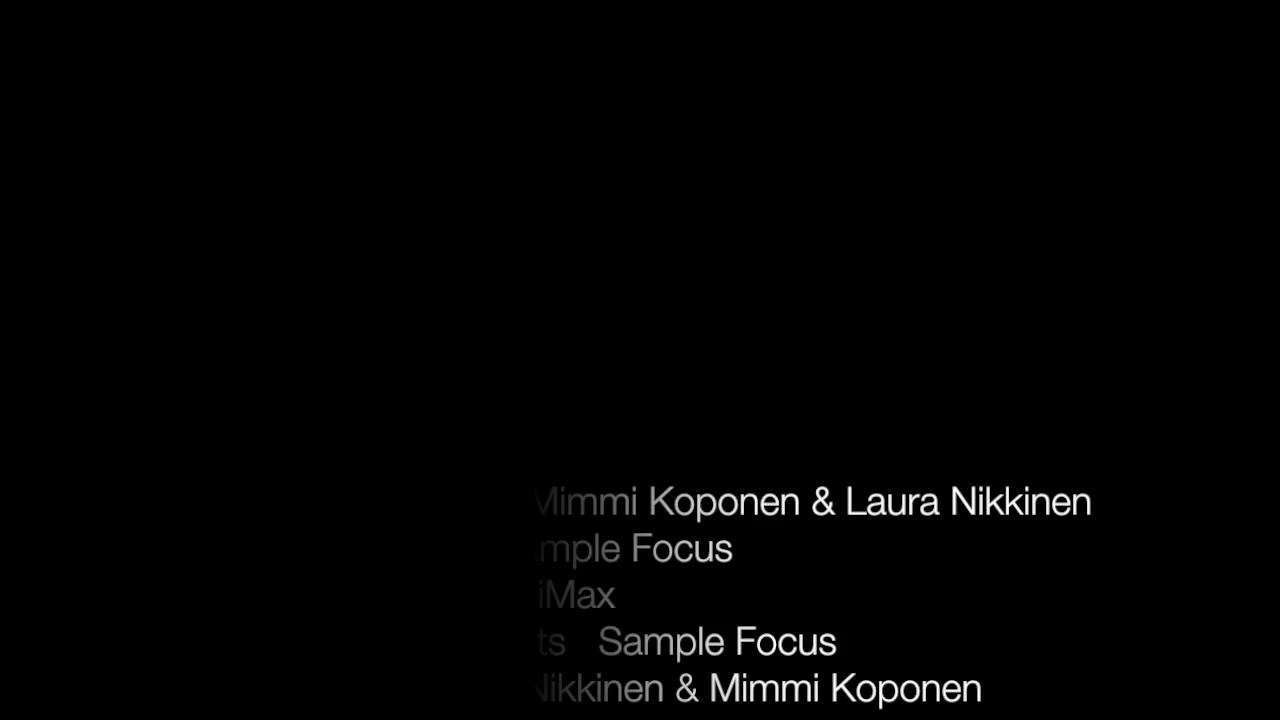 Mimmi Koponen & Laura Nikkinen
Focus
Sample Focus
Nikkinen & Mimmi Koponen